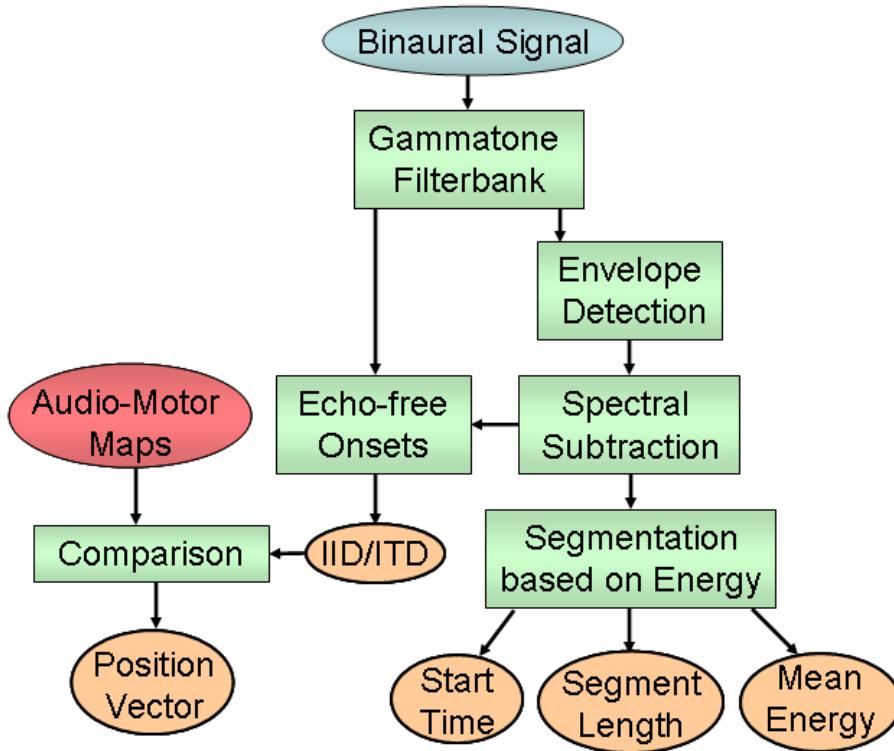 Binaural Signal
Gammatone
Filterbank
Envelope
Detection
Audio-Motor
Maps
Echo-free
Onsets
Spectral
Subtraction
Comparison
IID/ITD
Segmentation
based on Energy
Position
Vector
Start
Time
Segment
Length
Mean
Energy